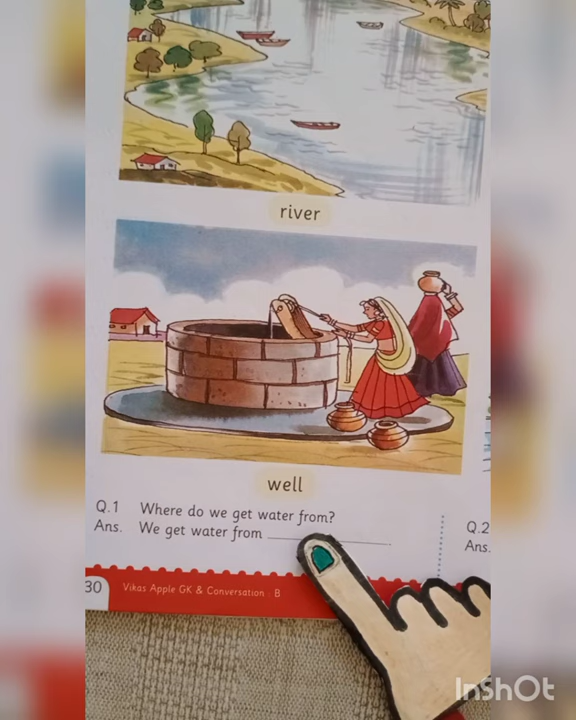 river
well
Q.1 Where do we get water from?
Ans. We get water from ____________
Q.2
Ans.
30 Vikas Apple GK & Conversation - B
InShOt